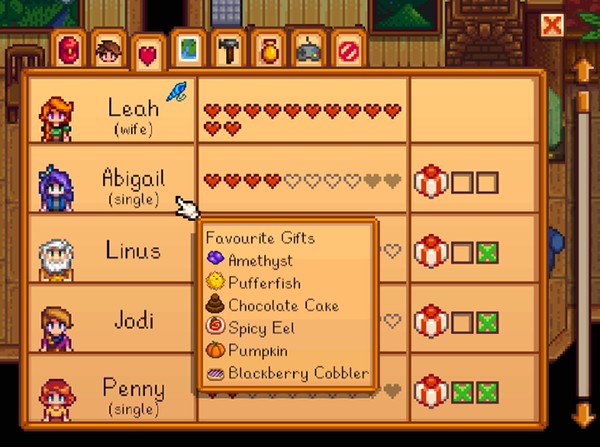 Leah
(wife)
Abigail
(single)
Favourite Gifts
Amethyst
Pufferfish
Chocolate Cake
Spicy Eel
Pumpkin
Blackberry Cobbler
Linus
Jodi
Penny
(single)